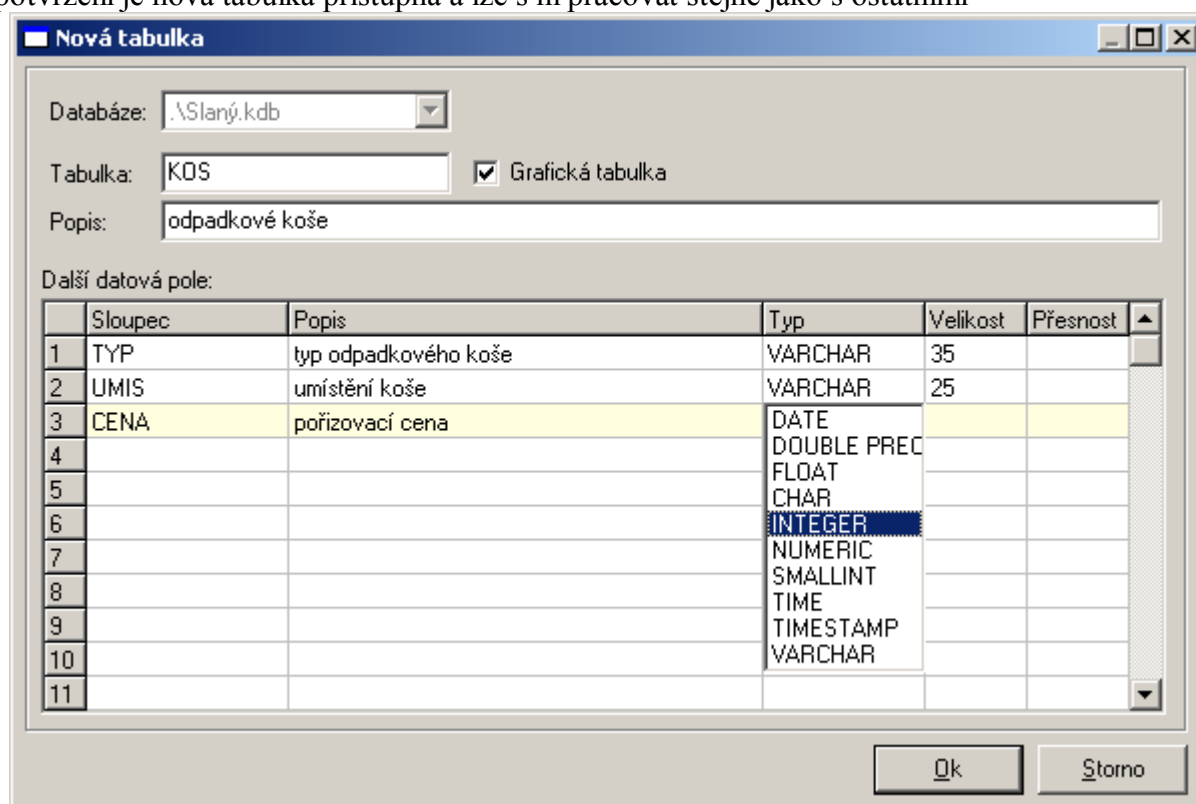 potvrzení je nová tabulka přístupná a lze s ní pracovat stejně jako s ostatními
Nová tabulka
Databáze: .\Slaný.kdb
Tabulka: KOS Grafická tabulka
Popis: odpadkové koše
Další datová pole:
Sloupec Popis Typ Velikost Přesnost
1 TYP typ odpadkového koše VARCHAR 35
2 UMIS umístění koše VARCHAR 25
3 CENA pořizovací cena DATE
4 DOUBLE PREC
FLOAT
5 CHAR
6 INTEGER
7 NUMERIC
8 SMALLINT
9 TIME
TIMESTAMP
10 VARCHAR
11
Ok Storno